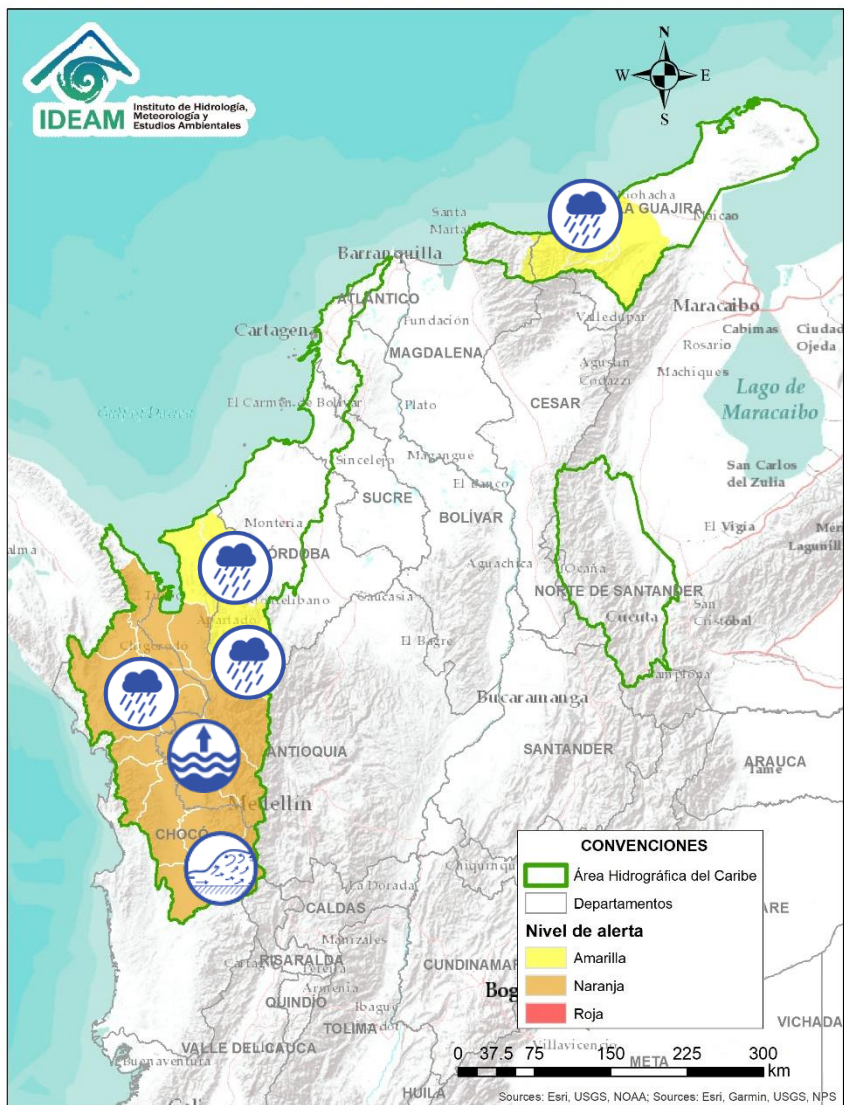 IDEAM
Instituto de Hidrología,
Meteorología y
Estudios Ambientales
N
W
E
S
Riohacha
LA GUAJIRA
Maicao
Santa
Marta
Barranquilla
ATLÁNTICO
Maracaibo
Valledupar
Cabimas
Ciudad
Ojeda
Fundación
Cartagena
Rosario
MAGDALENA
Agustín
Codazzi
Machiques
Lago de
Maracaibo
CESAR
El Carmen de Bolívar
Plato
Magangue
Sincelejo
San Carlos
del Zulia
El Banco
SUCRE
BOLÍVAR
Montería
El Vigía
CÓRDOBA
Aguachica
Ocaña
NORTE DE SANTANDER
Caucasia
San
Cristóbal
Apartadó
Cucuta
El Bagre
Chigorodó
Pamplona
Bucaramanga
ANTIOQUIA
SANTANDER
ARAUCA
Tame
Medellín
CHOCÓ
CONVENCIONES
Área Hidrográfica del Caribe
Departamentos
Nivel de alerta
Amarilla
Naranja
Roja
La Dorada
CALDAS
Manizales
RISARALDA
Pereira
Armenia
QUINDÍO
Ibagué
TOLIMA
CUNDINAMAR
Bog
VICHADA
VALLE DEL CAUCA
Villavicencio
META
Buenaventura
HUILA
0 37.5 75 150 225 300
km
Sources: Esri, USGS, NOAA; Sources: Esri, Garmin, USGS, NPS